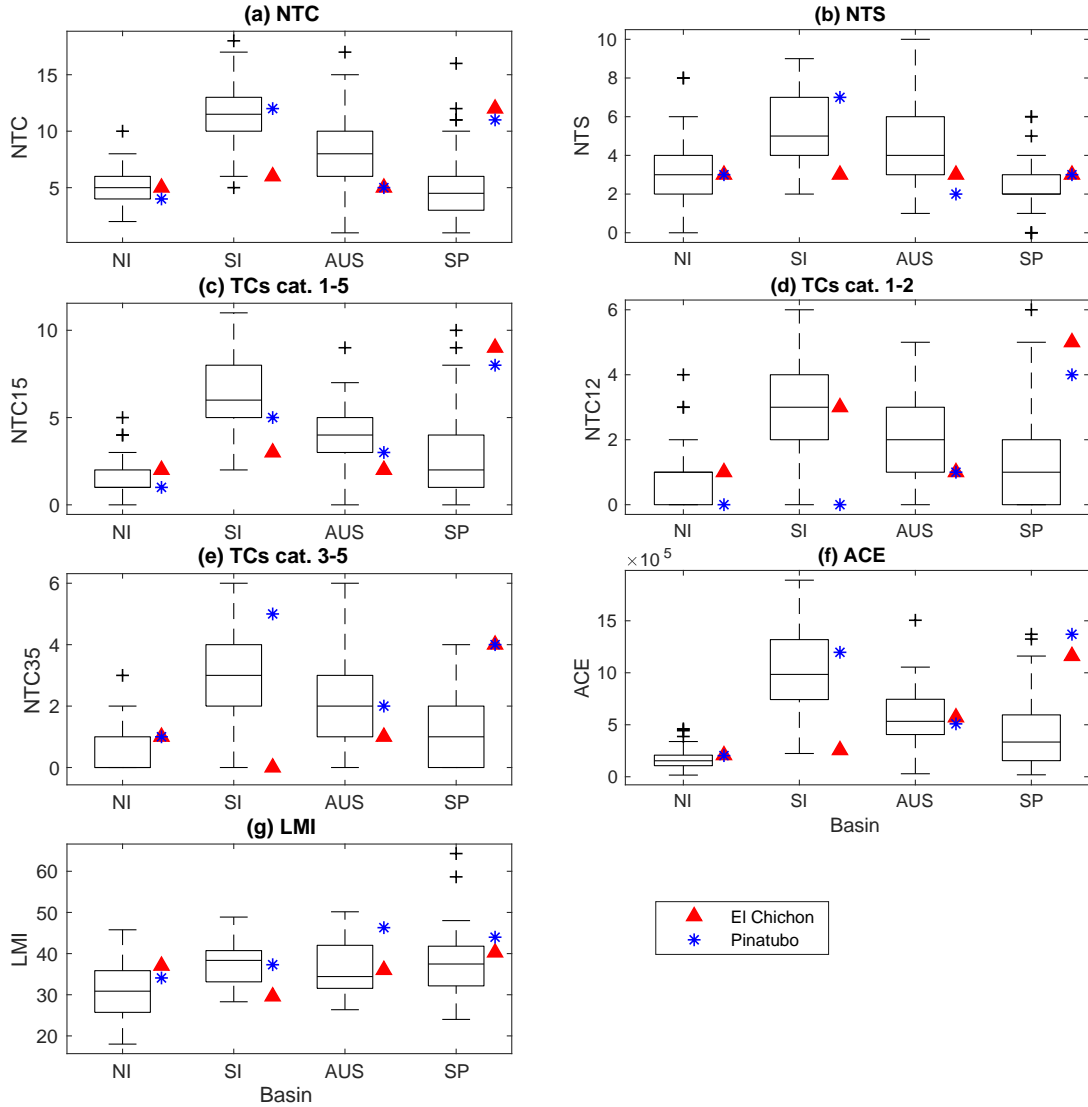 (a) NTC
NTC
15
10
5
NI SI AUS SP
(b) NTS
NTS
10
8
6
4
2
0
NI SI AUS SP
(c) TCs cat. 1-5
NTC15
10
5
0
NI SI AUS SP
(d) TCs cat. 1-2
NTC12
6
4
2
0
NI SI AUS SP
(e) TCs cat. 3-5
NTC35
6
4
2
0
NI SI AUS SP
(f) ACE
×10^5
ACE
15
10
5
0
NI SI AUS SP
Basin
(g) LMI
LMI
60
50
40
30
20
NI SI AUS SP
Basin
El Chichon
Pinatubo